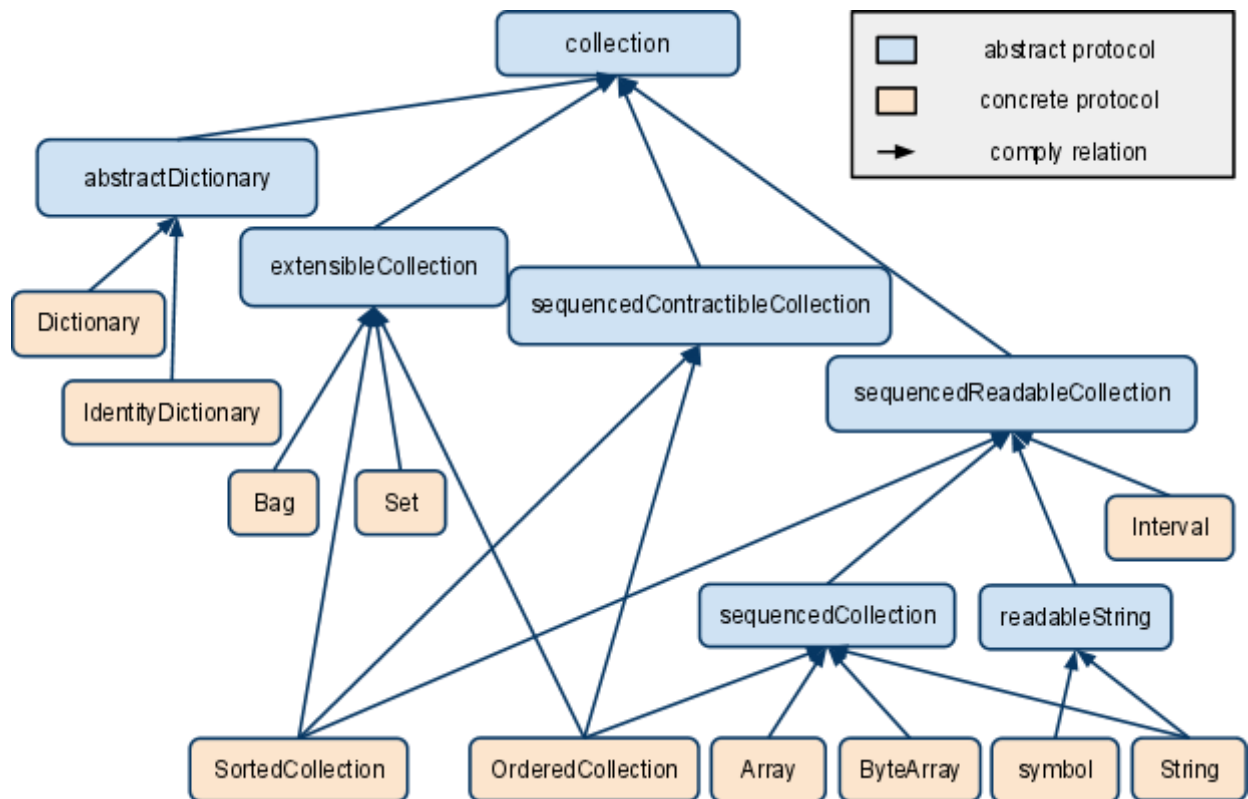 collection
abstract protocol
concrete protocol
comply relation
abstractDictionary
extensibleCollection
sequencedContractibleCollection
Dictionary
sequencedReadableCollection
IdentityDictionary
Bag
Set
Interval
sequencedCollection
readableString
SortedCollection
OrderedCollection
Array
ByteArray
symbol
String